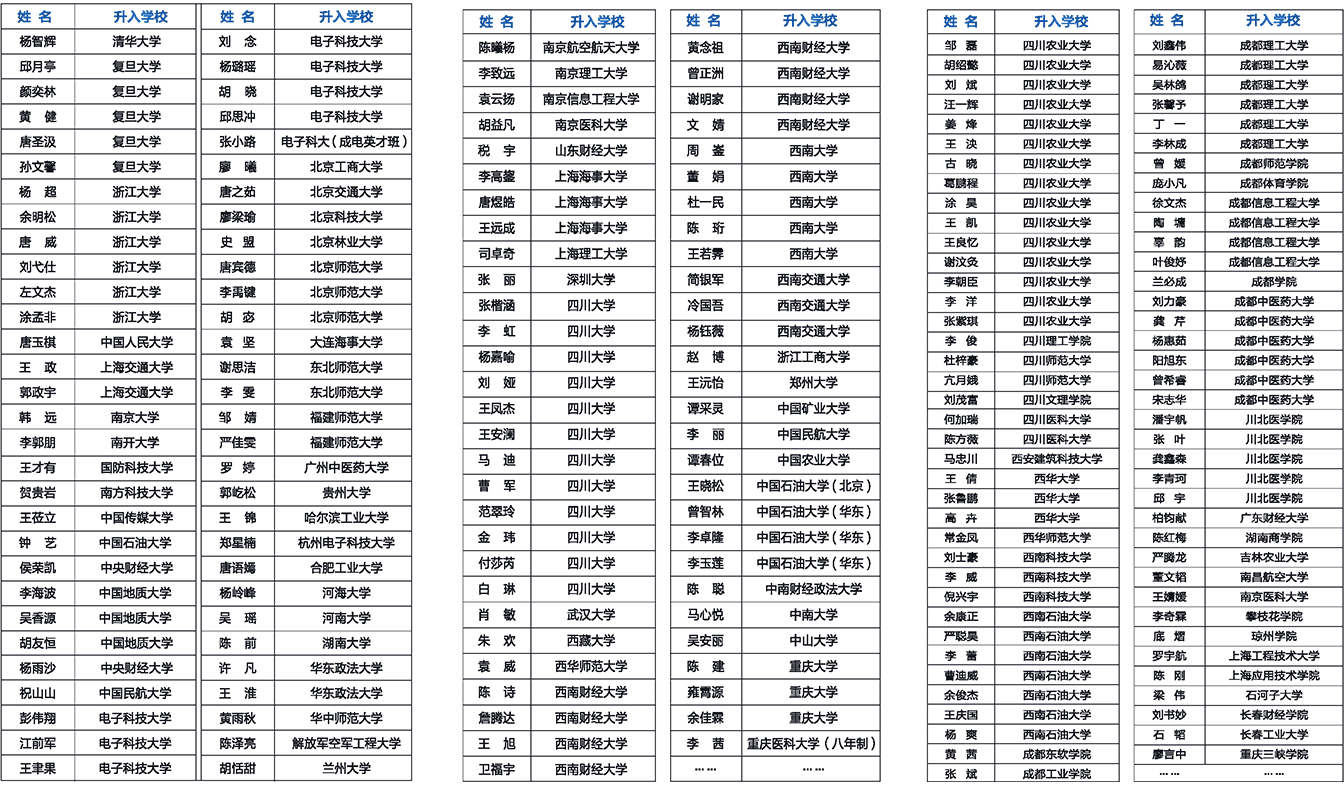 姓 名 升入学校 姓 名 升入学校
杨智辉 清华大学 刘 念 电子科技大学
邱月亭 复旦大学 杨璐瑶 电子科技大学
颜奕林 复旦大学 胡 晓 电子科技大学
黄 健 复旦大学 邱思冲 电子科技大学
唐圣汲 复旦大学 张小路 电子科大（成电英才班）
孙文馨 复旦大学 廖 曦 北京工商大学
杨 超 浙江大学 唐之茹 北京交通大学
余明松 浙江大学 廖梁瑜 北京科技大学
唐 威 浙江大学 史 盟 北京林业大学
刘弋仕 浙江大学 唐宾德 北京师范大学
左文杰 浙江大学 李禹键 北京师范大学
涂孟非 浙江大学 胡 宓 北京师范大学
唐玉棋 中国人民大学 袁 坚 大连海事大学
王 政 上海交通大学 谢思洁 东北师范大学
郭政宇 上海交通大学 李 雯 东北师范大学
韩 远 南京大学 邹 婧 福建师范大学
李郭朋 南开大学 严佳雯 福建师范大学
王才有 国防科技大学 罗 婷 广州中医药大学
贺贵岩 南方科技大学 郭屹松 贵州大学
王莅立 中国传媒大学 王 锦 哈尔滨工业大学
钟 艺 中国石油大学 郑星楠 杭州电子科技大学
侯荣凯 中央财经大学 唐语嫣 合肥工业大学
李海波 中国地质大学 杨岭峰 河海大学
吴香源 中国地质大学 吴 瑶 河南大学
胡友恒 中国地质大学 陈 前 湖南大学
杨雨沙 中央财经大学 许 凡 华东政法大学
祝山山 中国民航大学 王 淮 华东政法大学
彭伟翔 电子科技大学 黄雨秋 华中师范大学
江前军 电子科技大学 陈泽亮 解放军空军工程大学
王聿果 电子科技大学 胡恬甜 兰州大学
姓 名 升入学校 姓 名 升入学校
陈曦杨 南京航空航天大学 黄念祖 西南财经大学
李致远 南京理工大学 曾正洲 西南财经大学
袁云扬 南京信息工程大学 谢明家 西南财经大学
胡益凡 南京医科大学 文 婧 西南财经大学
税 宇 山东财经大学 周 崟 西南大学
李高鋆 上海海事大学 董 娟 西南大学
唐煜皓 上海海事大学 杜一民 西南大学
王远成 上海海事大学 陈 珩 西南大学
司卓奇 上海理工大学 王若霁 西南大学
张 丽 深圳大学 简银军 西南交通大学
张楷涵 四川大学 冷国吾 西南交通大学
李 虹 四川大学 杨钰薇 西南交通大学
杨嘉喻 四川大学 赵 博 浙江工商大学
刘 娅 四川大学 王沅怡 郑州大学
王凤杰 四川大学 谭采灵 中国矿业大学
王安澜 四川大学 李 丽 中国民航大学
马 迪 四川大学 谭春位 中国农业大学
曹 军 四川大学 王晓松 中国石油大学（北京）
范翠玲 四川大学 曾智林 中国石油大学（华东）
金 玮 四川大学 李卓隆 中国石油大学（华东）
付莎芮 四川大学 李玉莲 中国石油大学（华东）
白 琳 四川大学 陈 聪 中南财经政法大学
肖 敏 武汉大学 马心悦 中南大学
朱 欢 西藏大学 吴安丽 中山大学
袁 威 西华师范大学 陈 建 重庆大学
陈 诗 西南财经大学 雍霄源 重庆大学
詹腾达 西南财经大学 余佳霖 重庆大学
王 旭 西南财经大学 李 茜 重庆医科大学（八年制）
卫福宇 西南财经大学 …… ……
姓 名 升入学校 姓 名 升入学校
邹 磊 四川农业大学 刘鑫伟 成都理工大学
胡绍懿 四川农业大学 易沁薇 成都理工大学
刘 斌 四川农业大学 吴林鸽 成都理工大学
汪一辉 四川农业大学 张馨予 成都理工大学
姜 烽 四川农业大学 丁 一 成都理工大学
王 泱 四川农业大学 李林成 成都理工大学
古 晓 四川农业大学 曾 媛 成都师范学院
葛鹏程 四川农业大学 庞小凡 成都体育学院
涂 昊 四川农业大学 徐文杰 成都信息工程大学
王 凯 四川农业大学 陶 墉 成都信息工程大学
王良忆 四川农业大学 辜 韵 成都信息工程大学
谢汶灸 四川农业大学 叶俊妤 成都信息工程大学
李朝臣 四川农业大学 兰必成 成都学院
李 洋 四川农业大学 刘力豪 成都中医药大学
张紫琪 四川农业大学 龚 芹 成都中医药大学
李 俊 四川理工学院 杨惠茹 成都中医药大学
杜梓豪 四川师范大学 阳旭东 成都中医药大学
亢月娥 四川师范大学 曾希睿 成都中医药大学
刘茂富 四川文理学院 宋志华 成都中医药大学
何加瑞 四川医科大学 潘宇帆 川北医学院
陈方薇 四川医科大学 张 叶 川北医学院
马忠川 西安建筑科技大学 龚鑫森 川北医学院
王 倩 西华大学 李青珂 川北医学院
张鲁鹏 西华大学 邱 宇 川北医学院
高 卉 西华大学 柏钧献 广东财经大学
常金凤 西华师范大学 陈红梅 湖南商学院
刘士豪 西南科技大学 严腾龙 吉林农业大学
李 威 西南科技大学 董文韬 南昌航空大学
倪兴宇 西南科技大学 王婧媛 南京医科大学
余康正 西南石油大学 李奇霖 攀枝花学院
严聪昊 西南石油大学 底 熠 琼州学院
李 蕾 西南石油大学 罗宇航 上海工程技术大学
曹迪威 西南石油大学 陈 刚 上海应用技术学院
余俊杰 西南石油大学 梁 伟 石河子大学
王庆国 西南石油大学 刘书妙 长春财经学院
杨 爽 西南石油大学 石 韬 长春工业大学
黄 茜 成都东软学院 廖言中 重庆三峡学院
张 斌 成都工业学院 …… ……